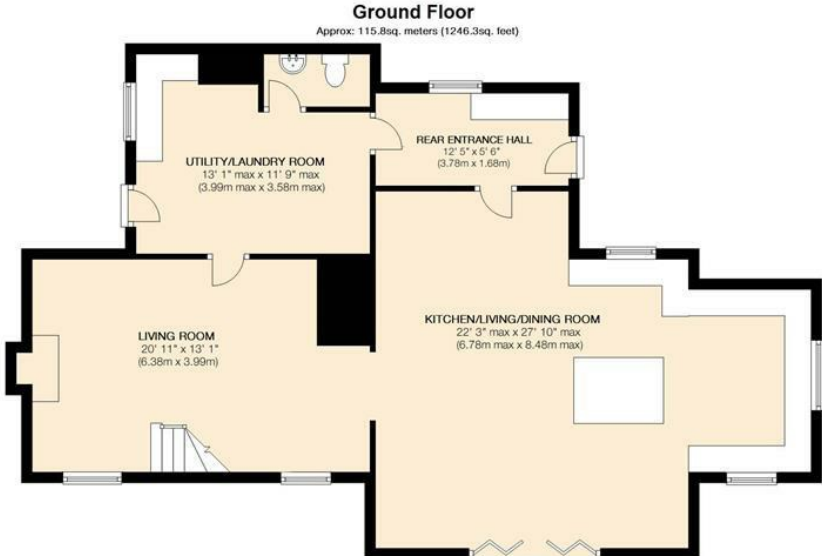 Ground Floor
Approx: 115.8sq. meters (1246.3sq. feet)
REAR ENTRANCE HALL
12' 5" x 5' 6"
(3.78m x 1.68m)
UTILITY/LAUNDRY ROOM
13' 1" max x 11' 9" max
(3.99m max x 3.58m max)
KITCHEN/LIVING/DINING ROOM
22' 3" max x 27' 10" max
(6.78m max x 8.48m max)
LIVING ROOM
20' 11" x 13' 1"
(6.38m x 3.99m)